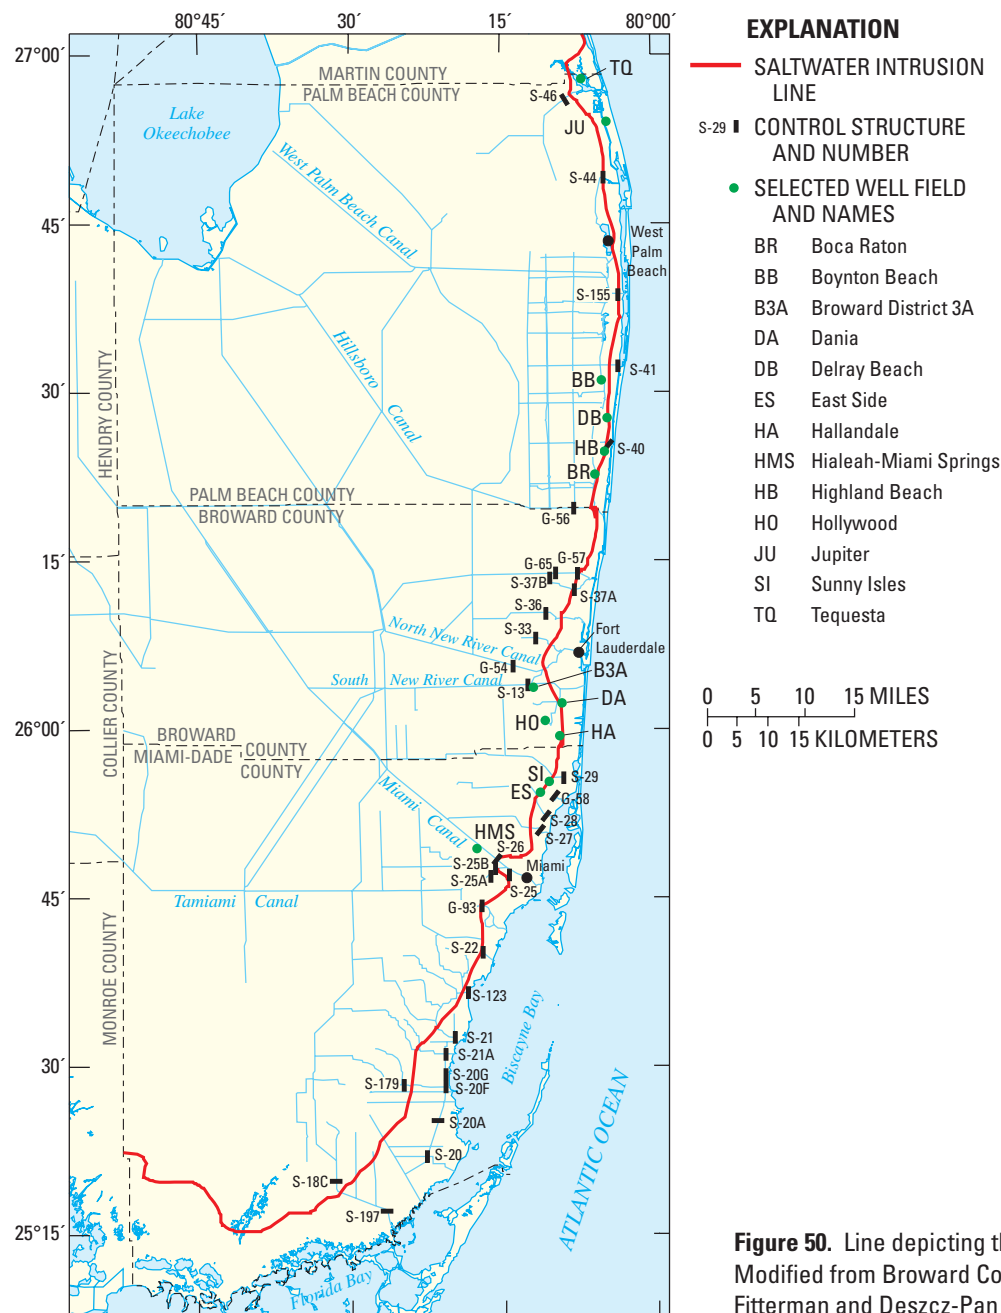 80°45´ 30´ 15´ 80°00´
27°00´
45´
30´
15´
26°00´
45´
30´
25°15´
MARTIN COUNTY
PALM BEACH COUNTY
Lake
Okeechobee
West Palm Beach Canal
Hillsboro
Canal
HENDRY COUNTY
PALM BEACH COUNTY
BROWARD COUNTY
COLLIER COUNTY
BROWARD
MIAMI-DADE
COUNTY
COUNTY
MONROE COUNTY
North New River Canal
South New River Canal
Miami
Canal
Tamiami Canal
TQ
S-46
JU
S-44
West
Palm
Beach
S-155
S-41
BB
DB
HB
S-40
BR
G-56
G-57
G-65
S-37B
S-37A
S-36
S-33
Fort
Lauderdale
G-54
B3A
S-13
DA
HO
HA
SI
S-29
ES
G-58
S-28
S-27
HMS
S-26
S-25B
Miami
S-25A
S-25
G-93
S-22
S-123
S-21
S-21A
S-20G
S-179
S-20F
S-20A
S-20
S-18C
S-197
Biscayne Bay
ATLANTIC OCEAN
Florida Bay
EXPLANATION
SALTWATER INTRUSION
LINE
S-29 CONTROL STRUCTURE
AND NUMBER
SELECTED WELL FIELD
AND NAMES
BR Boca Raton
BB Boynton Beach
B3A Broward District 3A
DA Dania
DB Delray Beach
ES East Side
HA Hallandale
HMS Hialeah-Miami Springs
HB Highland Beach
HO Hollywood
JU Jupiter
SI Sunny Isles
TQ Tequesta
0 5 10 15 MILES
0 5 10 15 KILOMETERS
Figure 50. Line depicting th
Modified from Broward Co
Fitterman and Deszcz-Pan